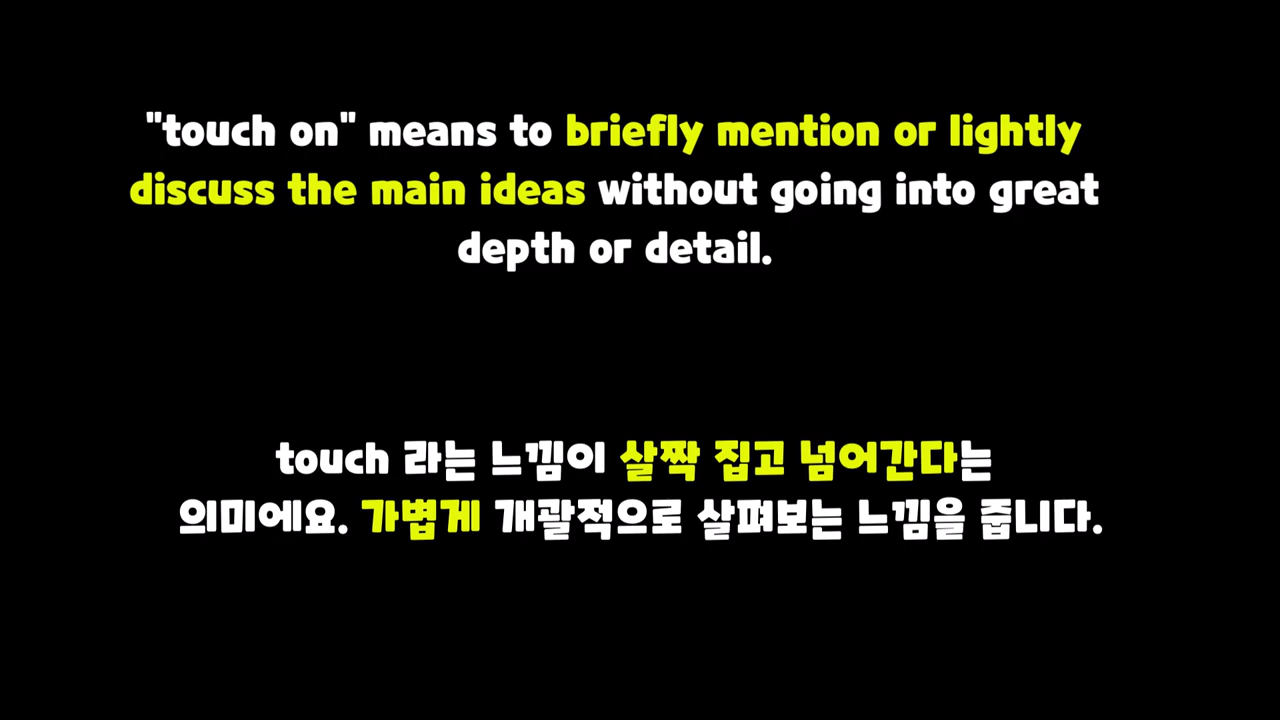 "touch on" means to briefly mention or lightly
discuss the main ideas without going into great
depth or detail.
touch 라는 느낌이 살짝 집고 넘어간다는
의미에요. 가볍게 개괄적으로 살펴보는 느낌을 줍니다.